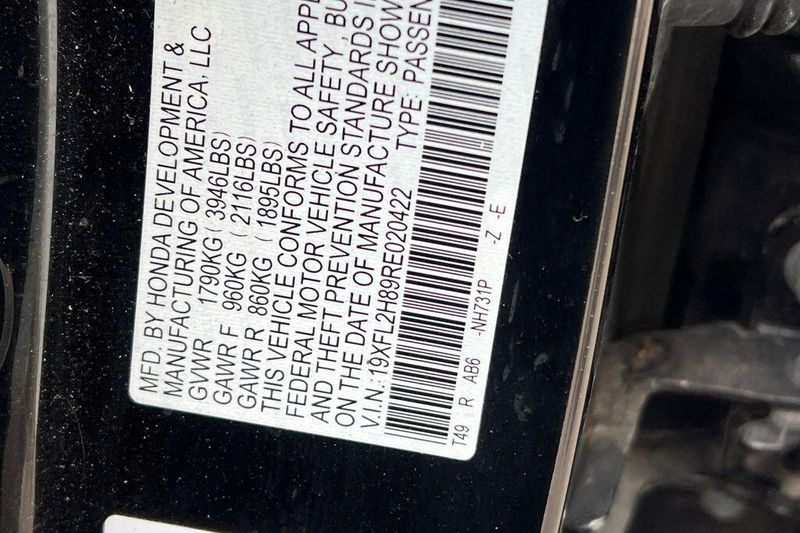 MFD. BY HONDA DEVELOPMENT &
MANUFACTURING OF AMERICA, LLC
GVWR 1790KG ( 3946LBS)
GAWR F 960KG ( 2116LBS)
GAWR R 860KG ( 1895LBS)
THIS VEHICLE CONFORMS TO ALL APPL
FEDERAL MOTOR VEHICLE SAFETY , BU
AND THEFT PREVENTION STANDARDS I
ON THE DATE OF MANUFACTURE SHOW
V.I.N.: 19XFL2H89RE020422 TYPE: PASSEN
T49 R AB6 -NH731P -Z -E